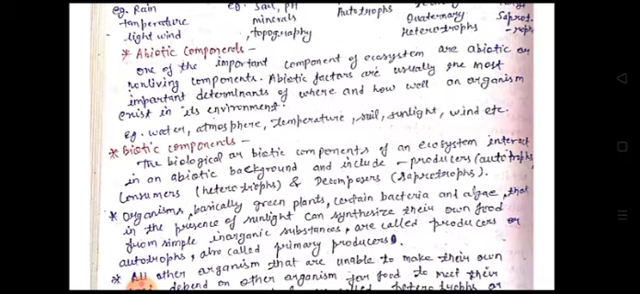 eg. Rain eg. Soil, PH Autotrophs
tanperature minerals Quaternary Saprot-
light wind , topography Heterotrophs -rophs
* Abiotic Components -
One of the important component of ecosystem are abiotic or
nonliving components. Abiotic factors are usually the most
important determinants of where and how well an organism
exist in its environment.
eg. water, atmosphere, Temperature, soil, sunlight, wind etc.
* Biotic components -
The biological or biotic components of an ecosystem interact
in an abiotic background and include - producers (autotrophs)
Consumers (heterotrophs) & Decomposers (saprotrophs).
* Organisms, basically green plants, certain bacteria and algae, that
in the presence of sunlight can synthesize their own food
from simple inorganic substances, are called producers or
autotrophs, also called primary producers.
* All other organism that are unable to make their own
depend on other organism for food to meet their
called heterotrophs or